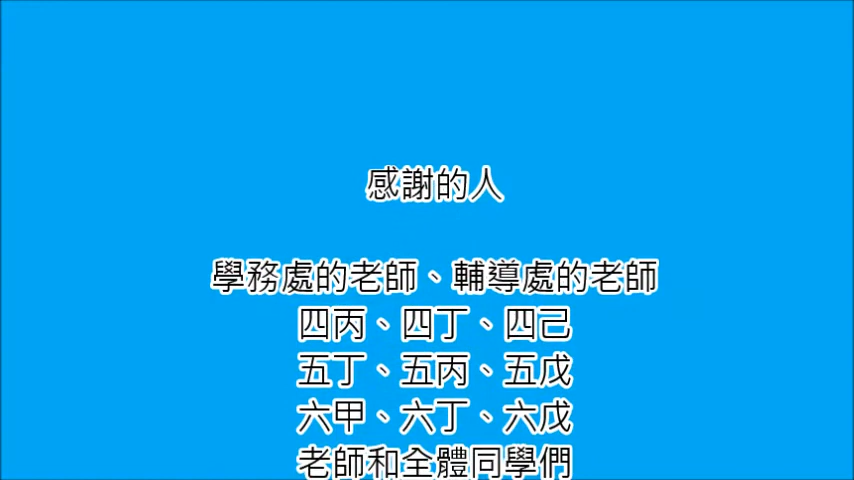 感謝的人
學務處的老師、輔導處的老師
四丙、四丁、四己
五丁、五丙、五戊
六甲、六丁、六戊
老師和全體同學們